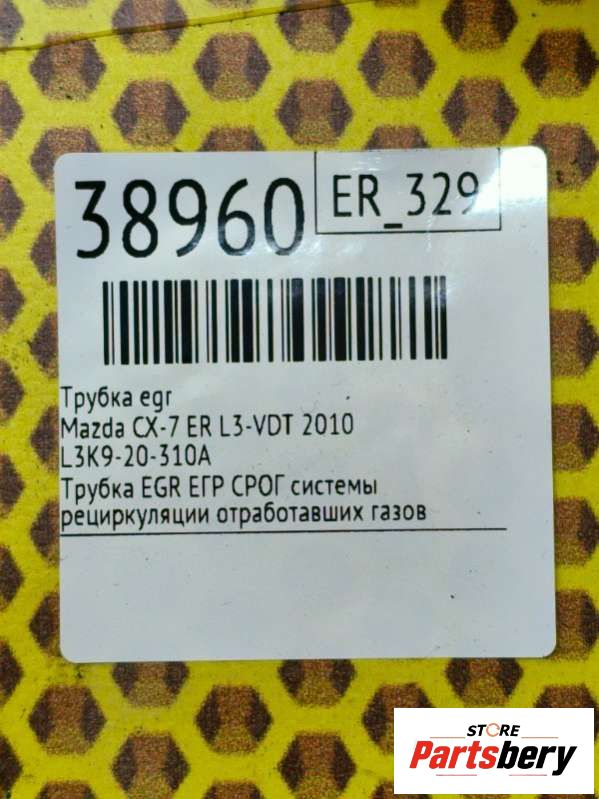 38960
ER_329
Трубка egr
Mazda CX-7 ER L3-VDT 2010
L3K9-20-310A
Трубка EGR ЕГР СРОГ системы
рециркуляции отработавших газов
STORE
Partsbery